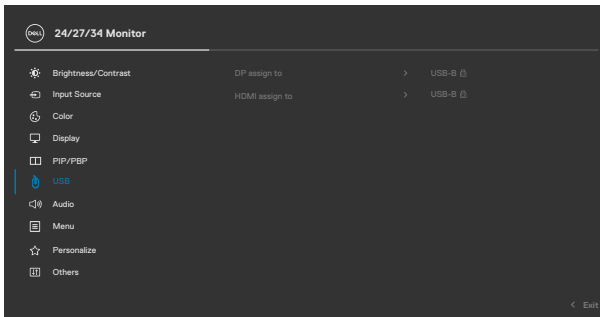 DELL 24/27/34 Monitor
Brightness/Contrast DP assign to > USB-B
Input Source HDMI assign to > USB-B
Color
Display
PIP/PBP
USB
Audio
Menu
Personalize
Others
< Exit